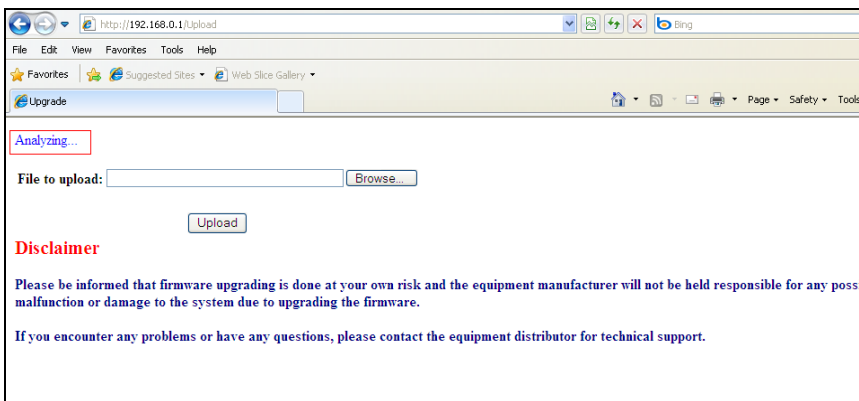 http://192.168.0.1/Upload
Bing
File Edit View Favorites Tools Help
Favorites Suggested Sites Web Slice Gallery
Upgrade Page Safety Tools
Analyzing...
File to upload: Browse...
Upload
Disclaimer
Please be informed that firmware upgrading is done at your own risk and the equipment manufacturer will not be held responsible for any poss
malfunction or damage to the system due to upgrading the firmware.
If you encounter any problems or have any questions, please contact the equipment distributor for technical support.